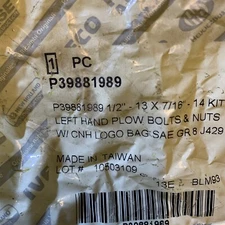 1 PC
P39881989
P39881989 1/2" - 13 X 7/16" - 14 KIT
LEFT HAND PLOW BOLTS & NUTS
W/ CNH LOGO BAG SAE GR 8 J429
MADE IN TAIWAN
LOT # 10503109
13E BLM93
P39881989